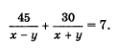 45/(x − y) + 30/(x + y) = 7.